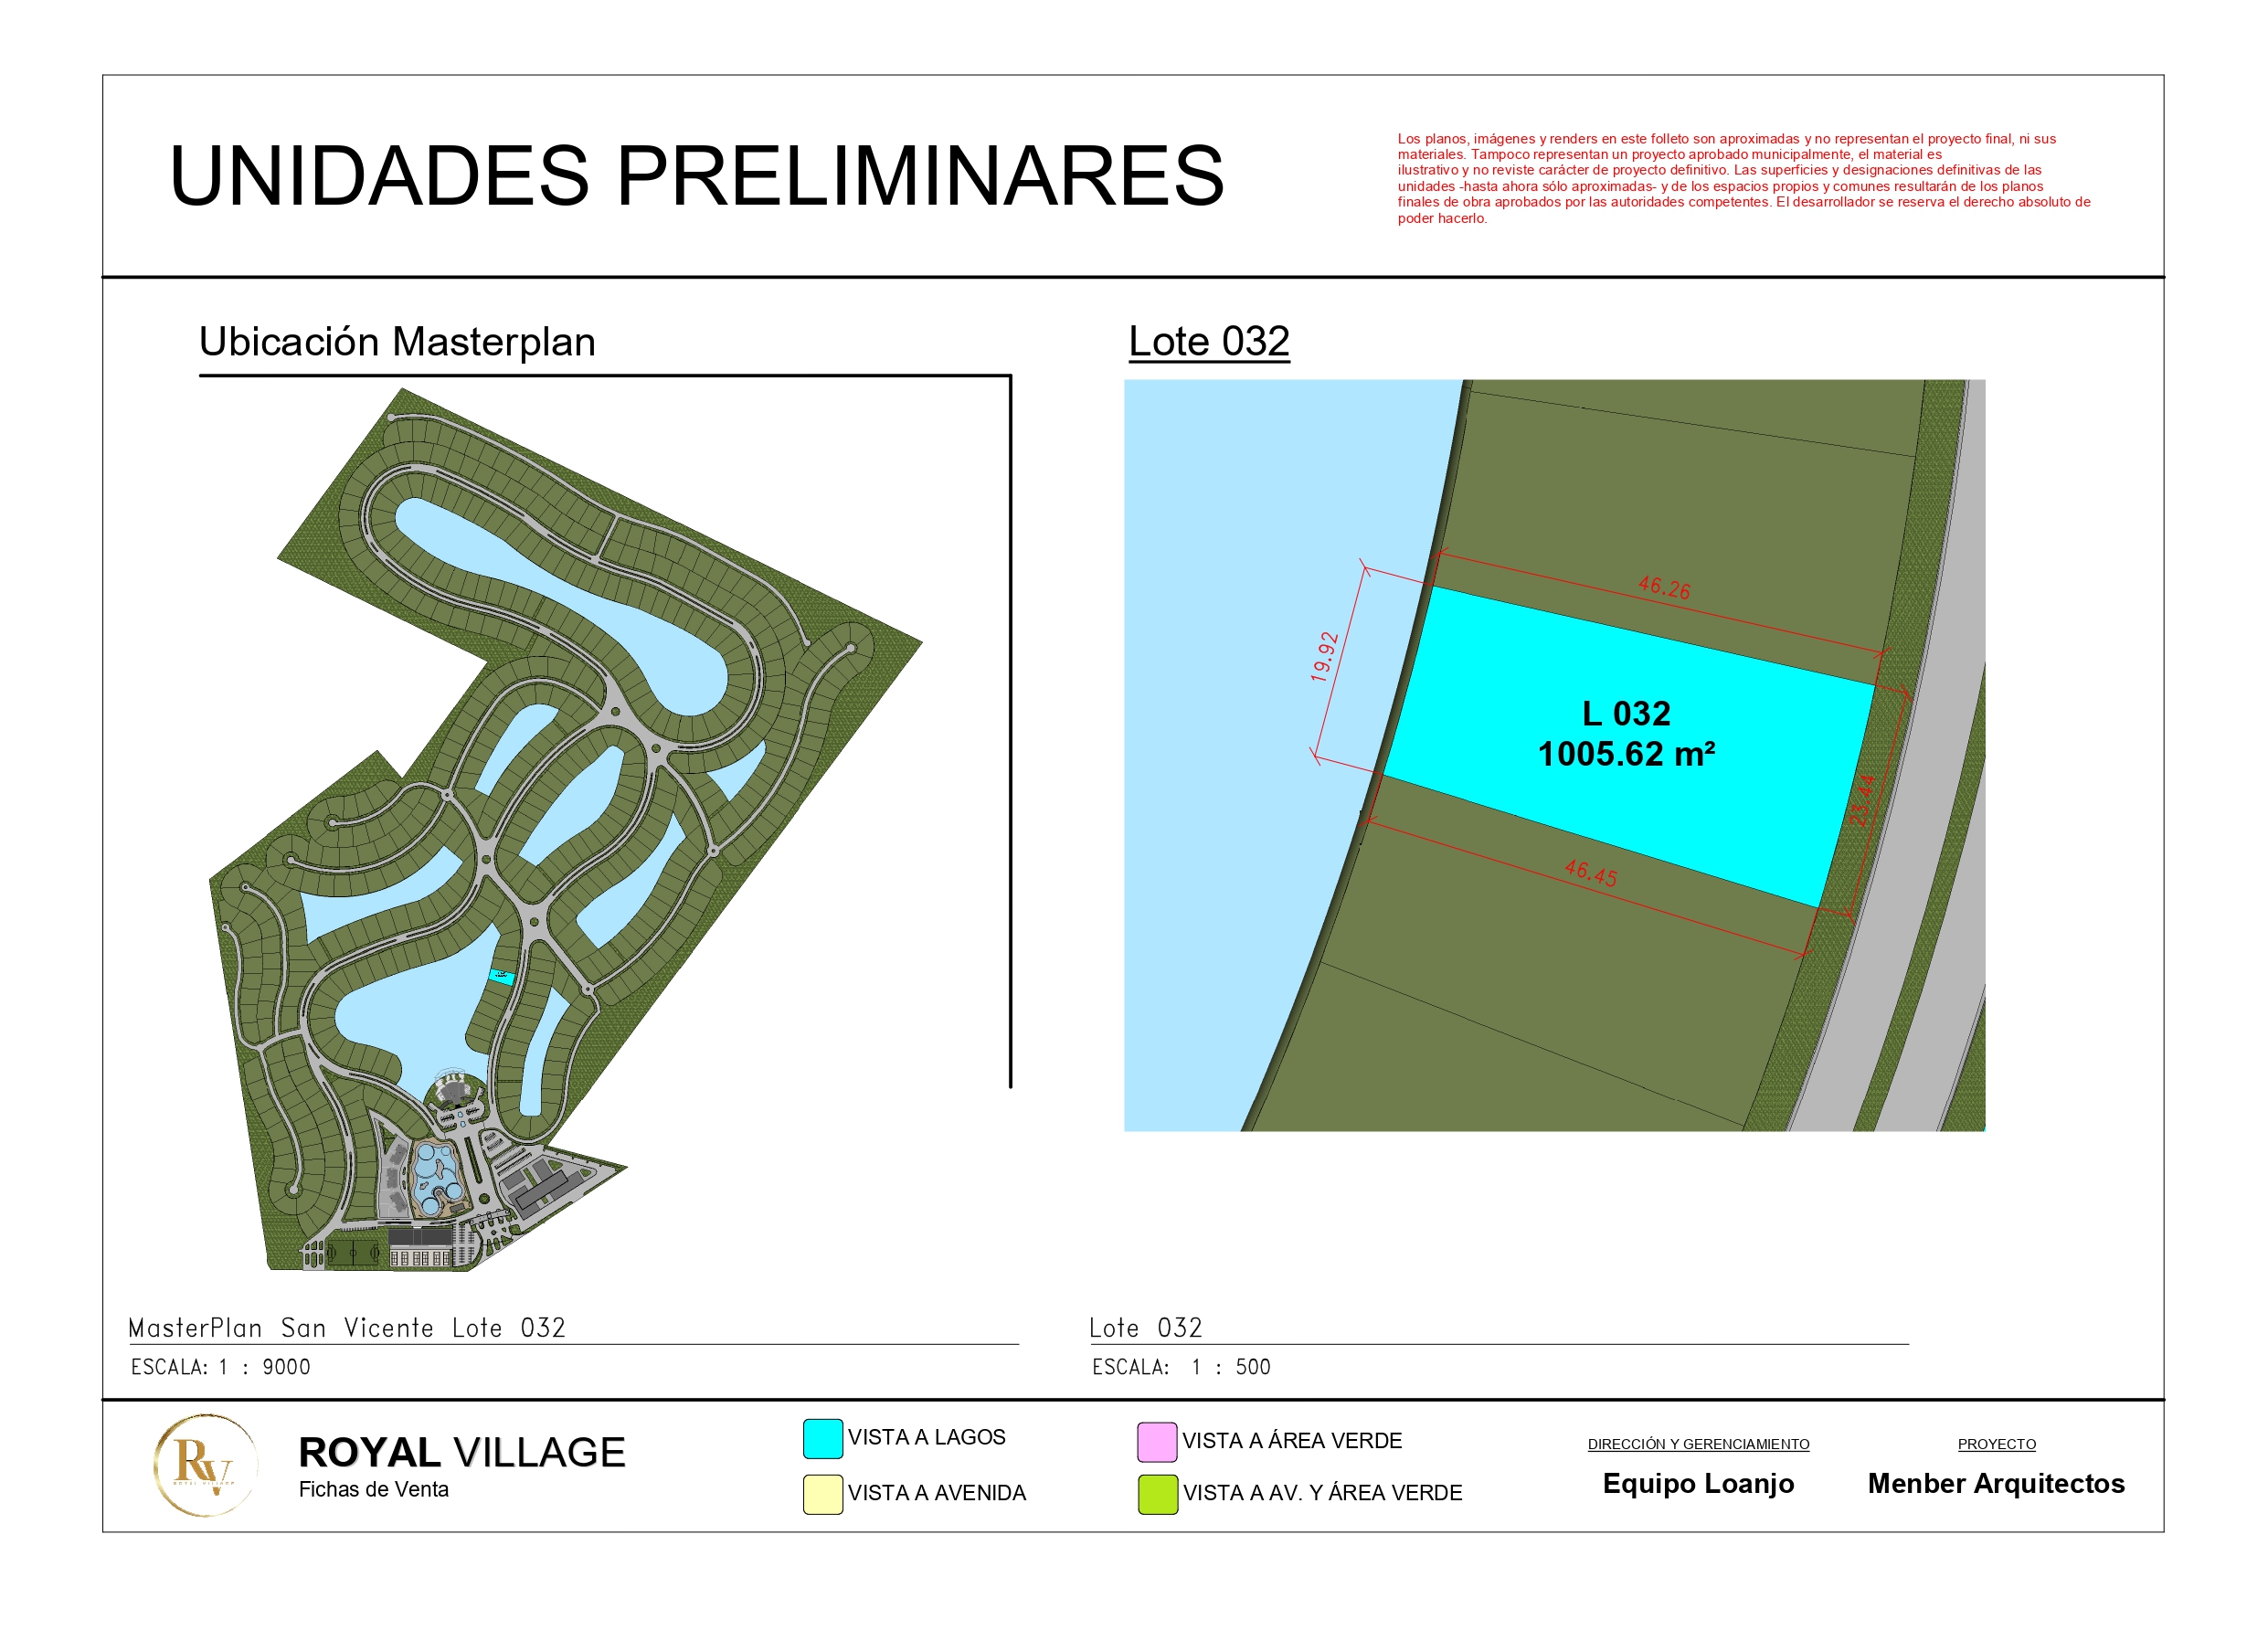 UNIDADES PRELIMINARES
Los planos, imágenes y renders en este folleto son aproximadas y no representan el proyecto final, ni sus
materiales. Tampoco representan un proyecto aprobado municipalmente, el material es
ilustrativo y no reviste carácter de proyecto definitivo. Las superficies y designaciones definitivas de las
unidades -hasta ahora sólo aproximadas- y de los espacios propios y comunes resultarán de los planos
finales de obra aprobados por las autoridades competentes. El desarrollador se reserva el derecho absoluto de
poder hacerlo.
Ubicación Masterplan
Lote 032
46.26
19.92
L 032
1005.62 m²
23.44
46.45
MasterPlan San Vicente Lote 032
ESCALA: 1 : 9000
Lote 032
ESCALA: 1 : 500
RV
ROYAL VILLAGE
ROYAL VILLAGE
Fichas de Venta
VISTA A LAGOS
VISTA A AVENIDA
VISTA A ÁREA VERDE
VISTA A AV. Y ÁREA VERDE
DIRECCIÓN Y GERENCIAMIENTO
Equipo Loanjo
PROYECTO
Menber Arquitectos